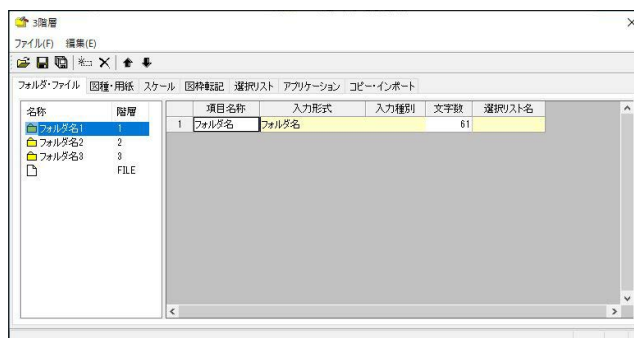 3階層
ファイル(F) 編集(E)
フォルダ・ファイル 図種・用紙 スケール 図枠転記 選択リスト アプリケーション コピー・インポート
名称 階層
フォルダ名1 1
フォルダ名2 2
フォルダ名3 3
FILE
項目名称 入力形式 入力種別 文字数 選択リスト名
1 フォルダ名 フォルダ名 61